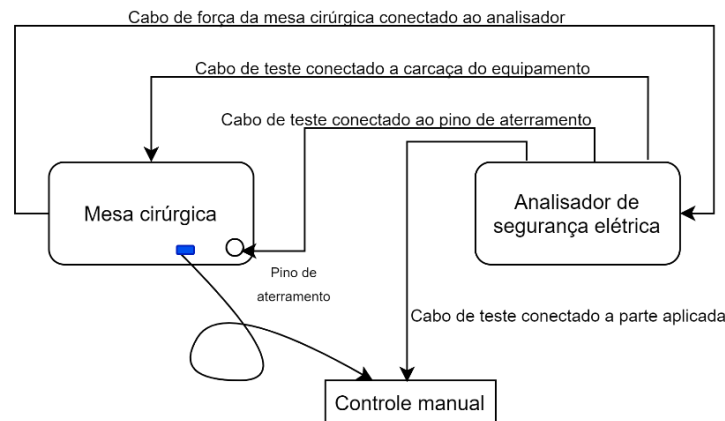 Cabo de força da mesa cirúrgica conectado ao analisador
Cabo de teste conectado a carcaça do equipamento
Cabo de teste conectado ao pino de aterramento
Mesa cirúrgica
Analisador de
segurança elétrica
Pino de
aterramento
Cabo de teste conectado a parte aplicada
Controle manual